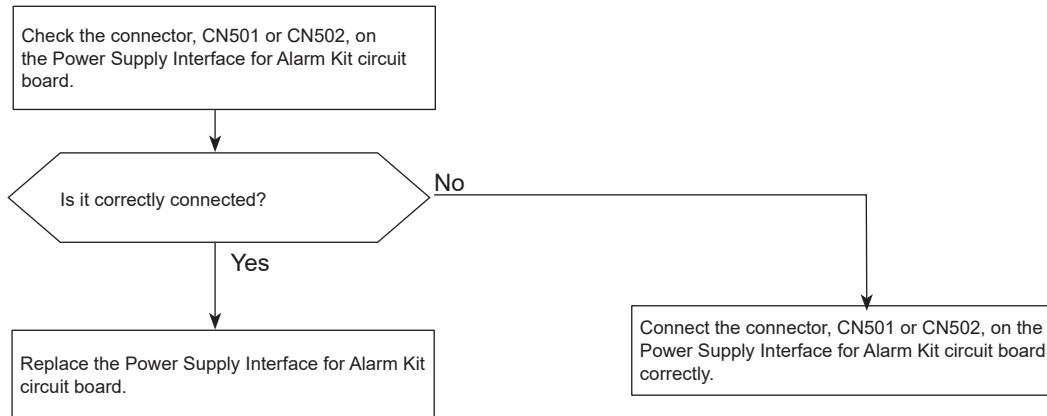 Check the connector, CN501 or CN502, on
the Power Supply Interface for Alarm Kit circuit
board.
Is it correctly connected?
No
Yes
Replace the Power Supply Interface for Alarm Kit
circuit board.
Connect the connector, CN501 or CN502, on the
Power Supply Interface for Alarm Kit circuit board
correctly.